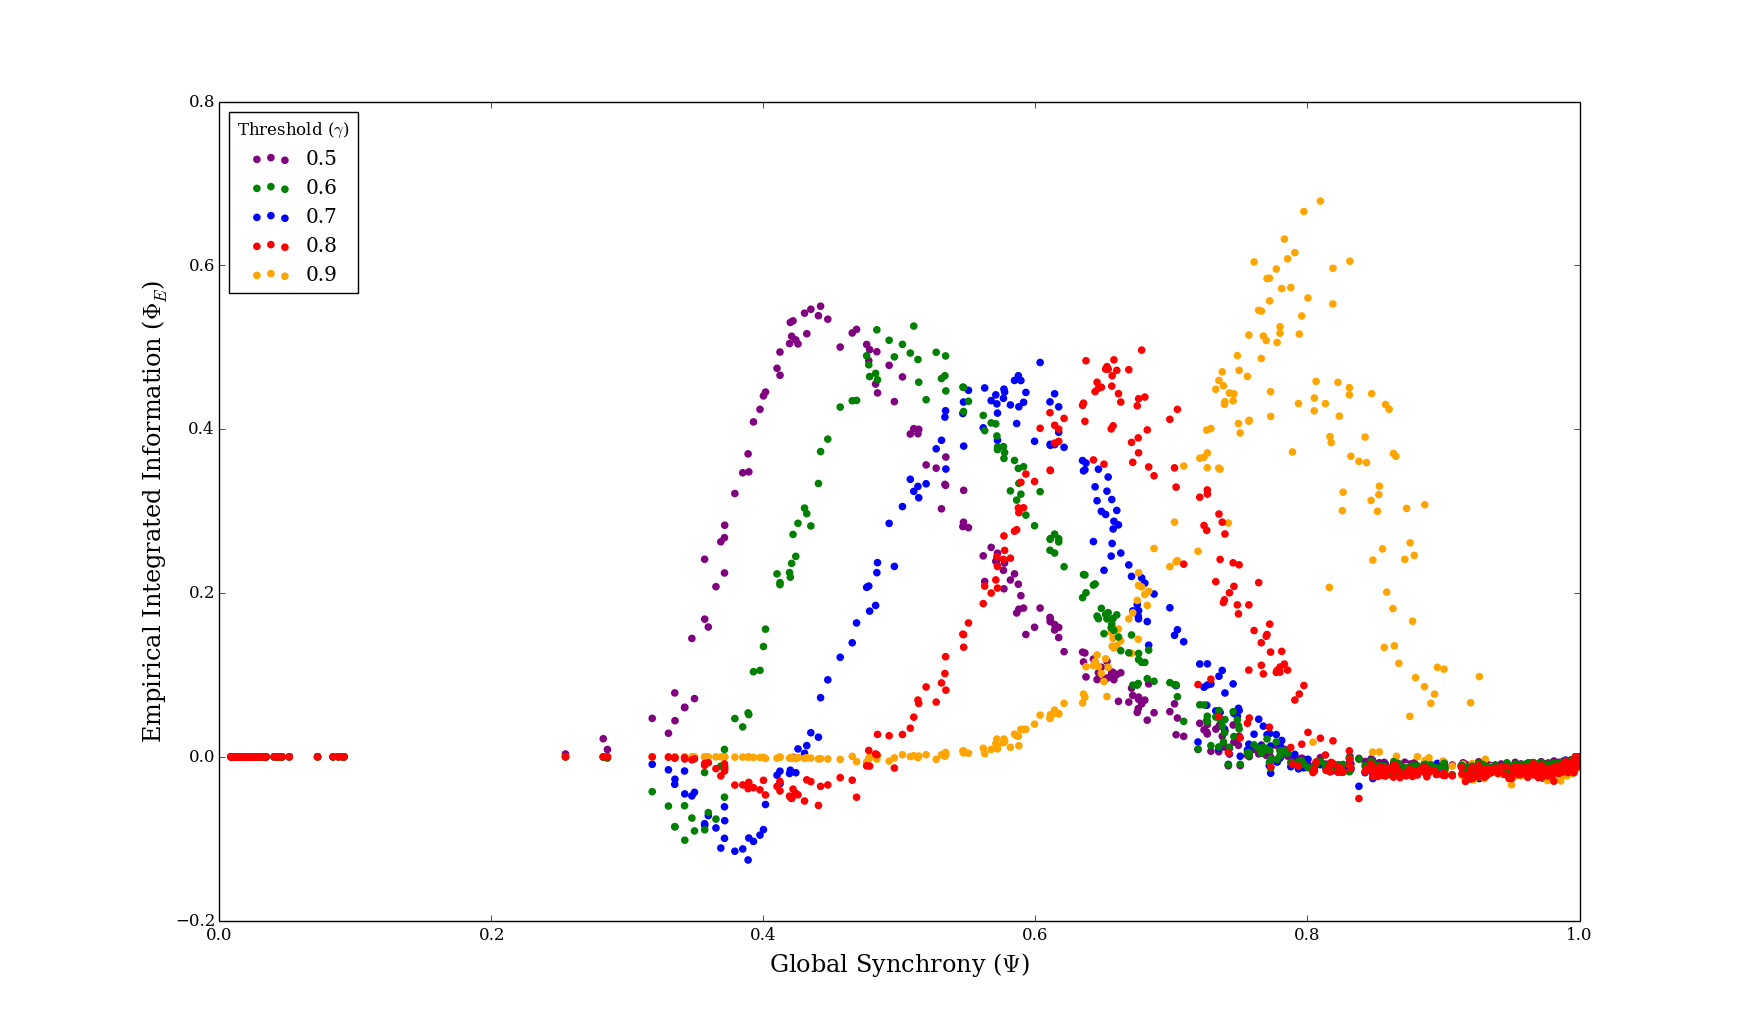 Threshold (γ)
0.5
0.6
0.7
0.8
0.9
0.8
0.6
0.4
0.2
0.0
−0.2
0.0 0.2 0.4 0.6 0.8 1.0
Empirical Integrated Information (Φ_E)
Global Synchrony (Ψ)